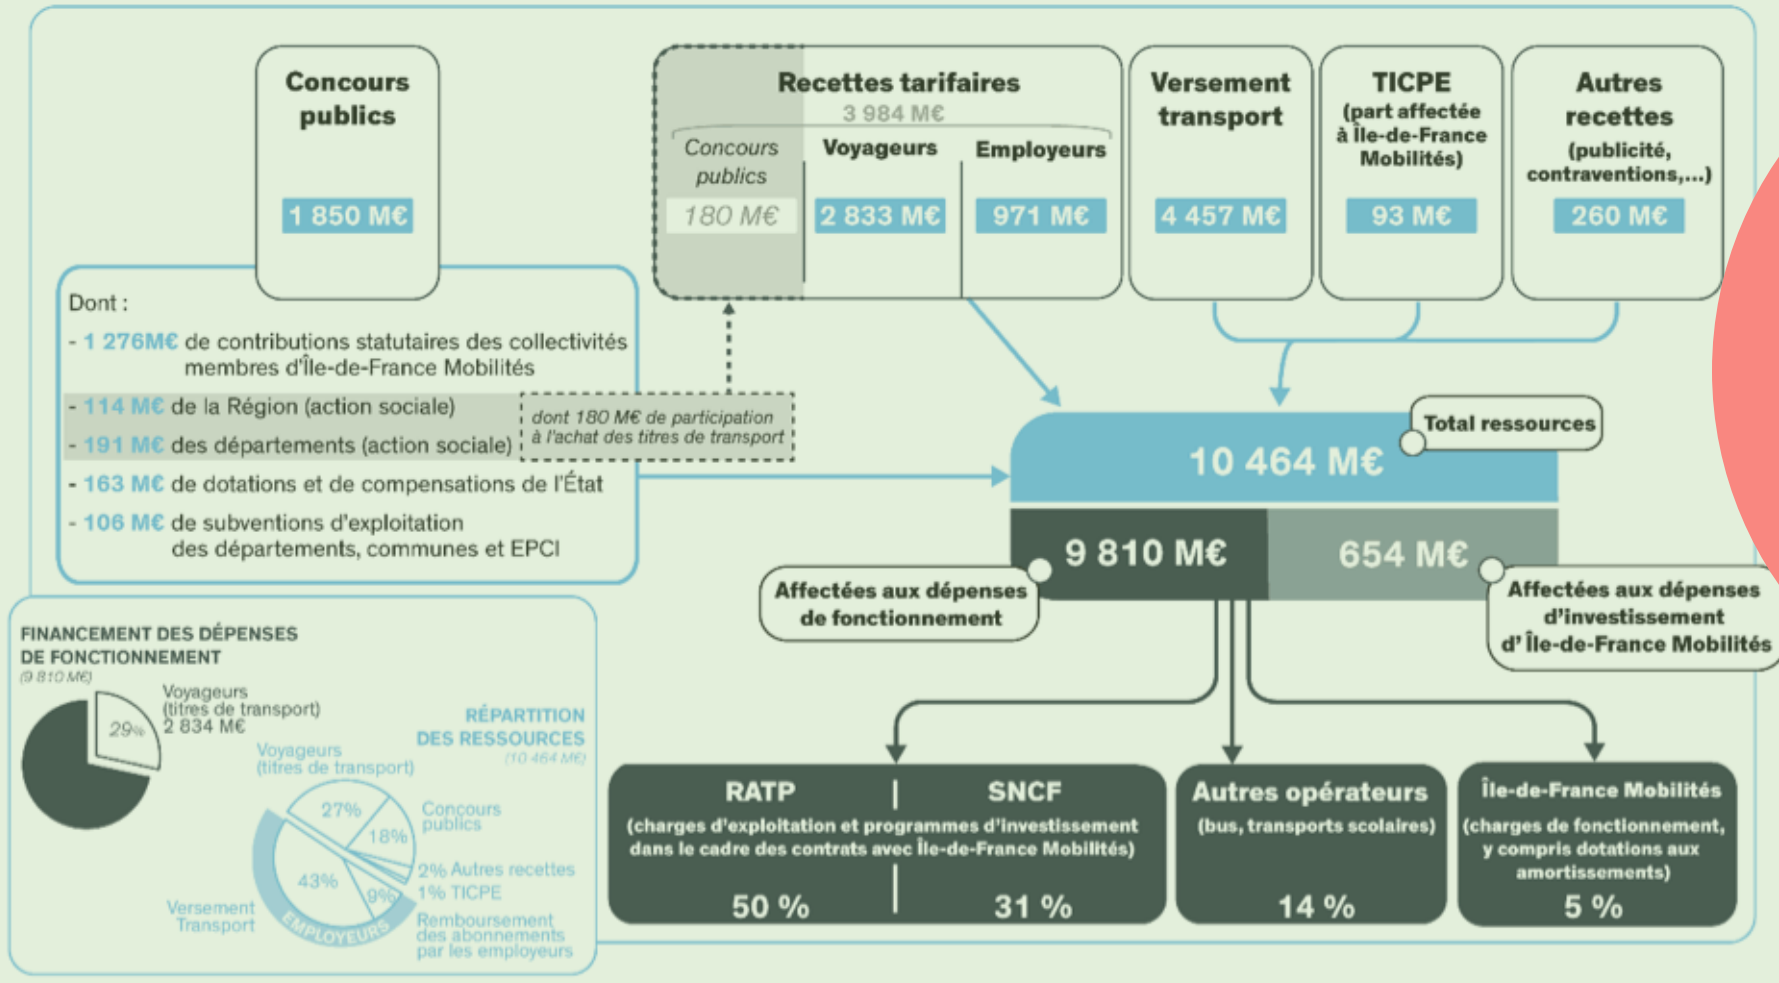 Concours
publics
1 850 M€
Recettes tarifaires
3 984 M€
Concours
publics
180 M€
Voyageurs
2 833 M€
Employeurs
971 M€
Versement
transport
4 457 M€
TICPE
(part affectée
à Île-de-France
Mobilités)
93 M€
Autres
recettes
(publicité,
contraventions,...)
260 M€
Dont :
- 1 276M€ de contributions statutaires des collectivités
membres d'Île-de-France Mobilités
- 114 M€ de la Région (action sociale)
- 191 M€ des départements (action sociale)
- 163 M€ de dotations et de compensations de l'État
- 106 M€ de subventions d'exploitation
des départements, communes et EPCI
dont 180 M€ de participation
à l'achat des titres de transport
Total ressources
10 464 M€
9 810 M€
654 M€
Affectées aux dépenses
de fonctionnement
Affectées aux dépenses
d'investissement
d' Île-de-France Mobilités
FINANCEMENT DES DÉPENSES
DE FONCTIONNEMENT
(9 810 M€)
29%
Voyageurs
(titres de transport)
2 834 M€
RÉPARTITION
DES RESSOURCES
(10 464 M€)
Voyageurs
(titres de transport)
27%
Concours
publics
18%
2% Autres recettes
1% TICPE
43%
9%
Versement
Transport
EMPLOYEURS
Remboursement
des abonnements
par les employeurs
RATP
SNCF
(charges d'exploitation et programmes d'investissement
dans le cadre des contrats avec Île-de-France Mobilités)
50 %
31 %
Autres opérateurs
(bus, transports scolaires)
14 %
Île-de-France Mobilités
(charges de fonctionnement,
y compris dotations aux
amortissements)
5 %